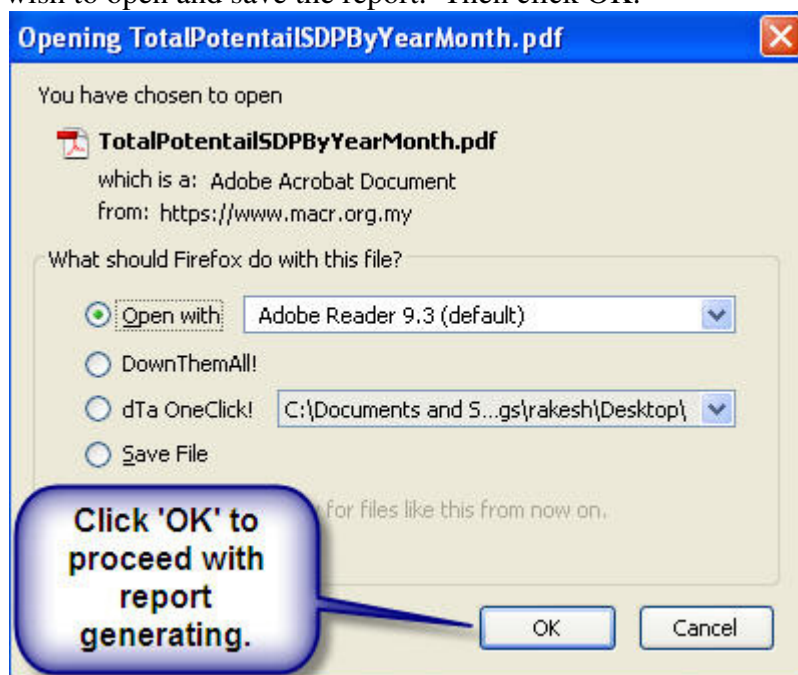 wish to open and save the report. Then click OK.
Opening TotalPotentailSDPByYearMonth.pdf
You have chosen to open
TotalPotentailSDPByYearMonth.pdf
which is a: Adobe Acrobat Document
from: https://www.macr.org.my
What should Firefox do with this file?
Open with Adobe Reader 9.3 (default)
DownThemAll!
dTa OneClick! C:\Documents and S...gs\rakesh\Desktop\
Save File
for files like this from now on.
Click 'OK' to
proceed with
report
generating.
OK Cancel